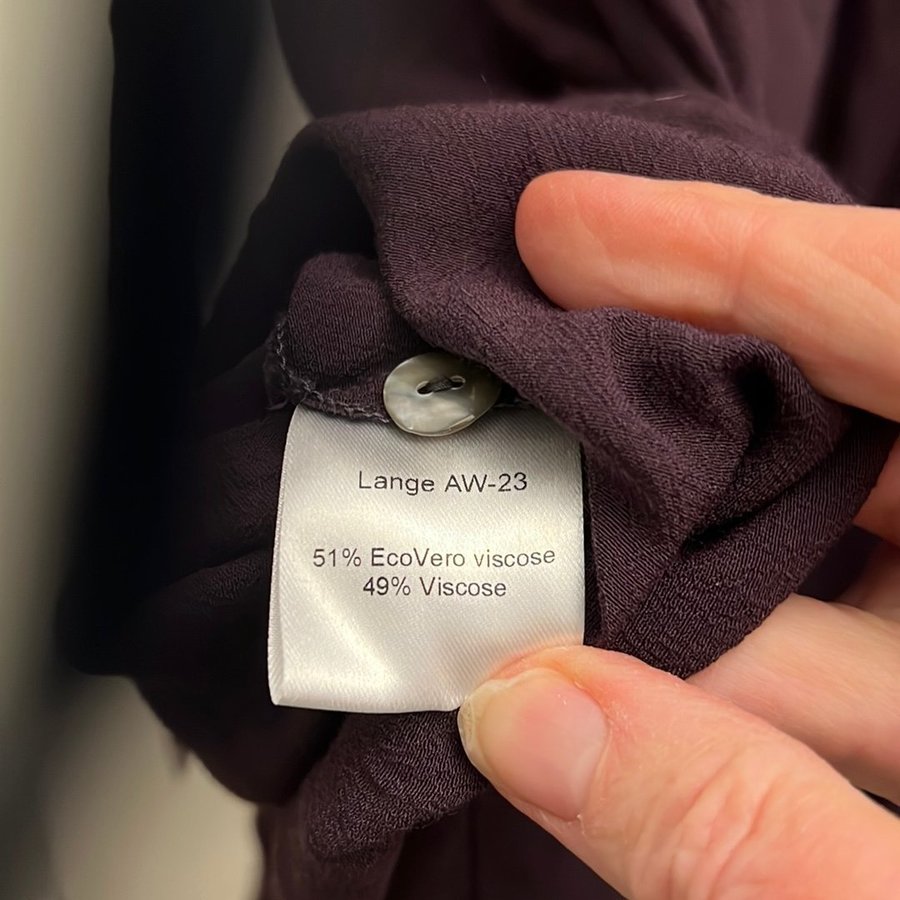 Lange AW-23
51% EcoVero viscose
49% Viscose